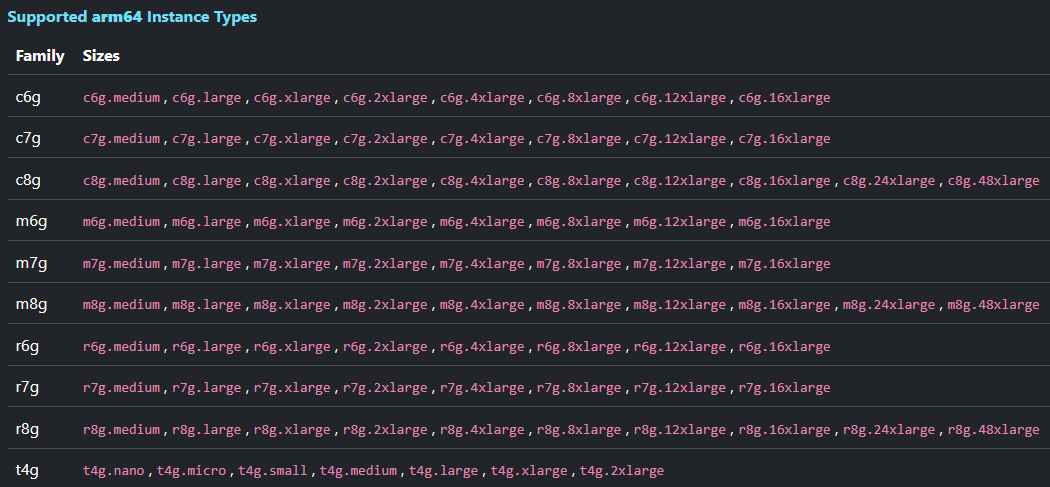 Supported arm64 Instance Types
Family Sizes
c6g c6g.medium , c6g.large , c6g.xlarge , c6g.2xlarge , c6g.4xlarge , c6g.8xlarge , c6g.12xlarge , c6g.16xlarge
c7g c7g.medium , c7g.large , c7g.xlarge , c7g.2xlarge , c7g.4xlarge , c7g.8xlarge , c7g.12xlarge , c7g.16xlarge
c8g c8g.medium , c8g.large , c8g.xlarge , c8g.2xlarge , c8g.4xlarge , c8g.8xlarge , c8g.12xlarge , c8g.16xlarge , c8g.24xlarge , c8g.48xlarge
m6g m6g.medium , m6g.large , m6g.xlarge , m6g.2xlarge , m6g.4xlarge , m6g.8xlarge , m6g.12xlarge , m6g.16xlarge
m7g m7g.medium , m7g.large , m7g.xlarge , m7g.2xlarge , m7g.4xlarge , m7g.8xlarge , m7g.12xlarge , m7g.16xlarge
m8g m8g.medium , m8g.large , m8g.xlarge , m8g.2xlarge , m8g.4xlarge , m8g.8xlarge , m8g.12xlarge , m8g.16xlarge , m8g.24xlarge , m8g.48xlarge
r6g r6g.medium , r6g.large , r6g.xlarge , r6g.2xlarge , r6g.4xlarge , r6g.8xlarge , r6g.12xlarge , r6g.16xlarge
r7g r7g.medium , r7g.large , r7g.xlarge , r7g.2xlarge , r7g.4xlarge , r7g.8xlarge , r7g.12xlarge , r7g.16xlarge
r8g r8g.medium , r8g.large , r8g.xlarge , r8g.2xlarge , r8g.4xlarge , r8g.8xlarge , r8g.12xlarge , r8g.16xlarge , r8g.24xlarge , r8g.48xlarge
t4g t4g.nano , t4g.micro , t4g.small , t4g.medium , t4g.large , t4g.xlarge , t4g.2xlarge